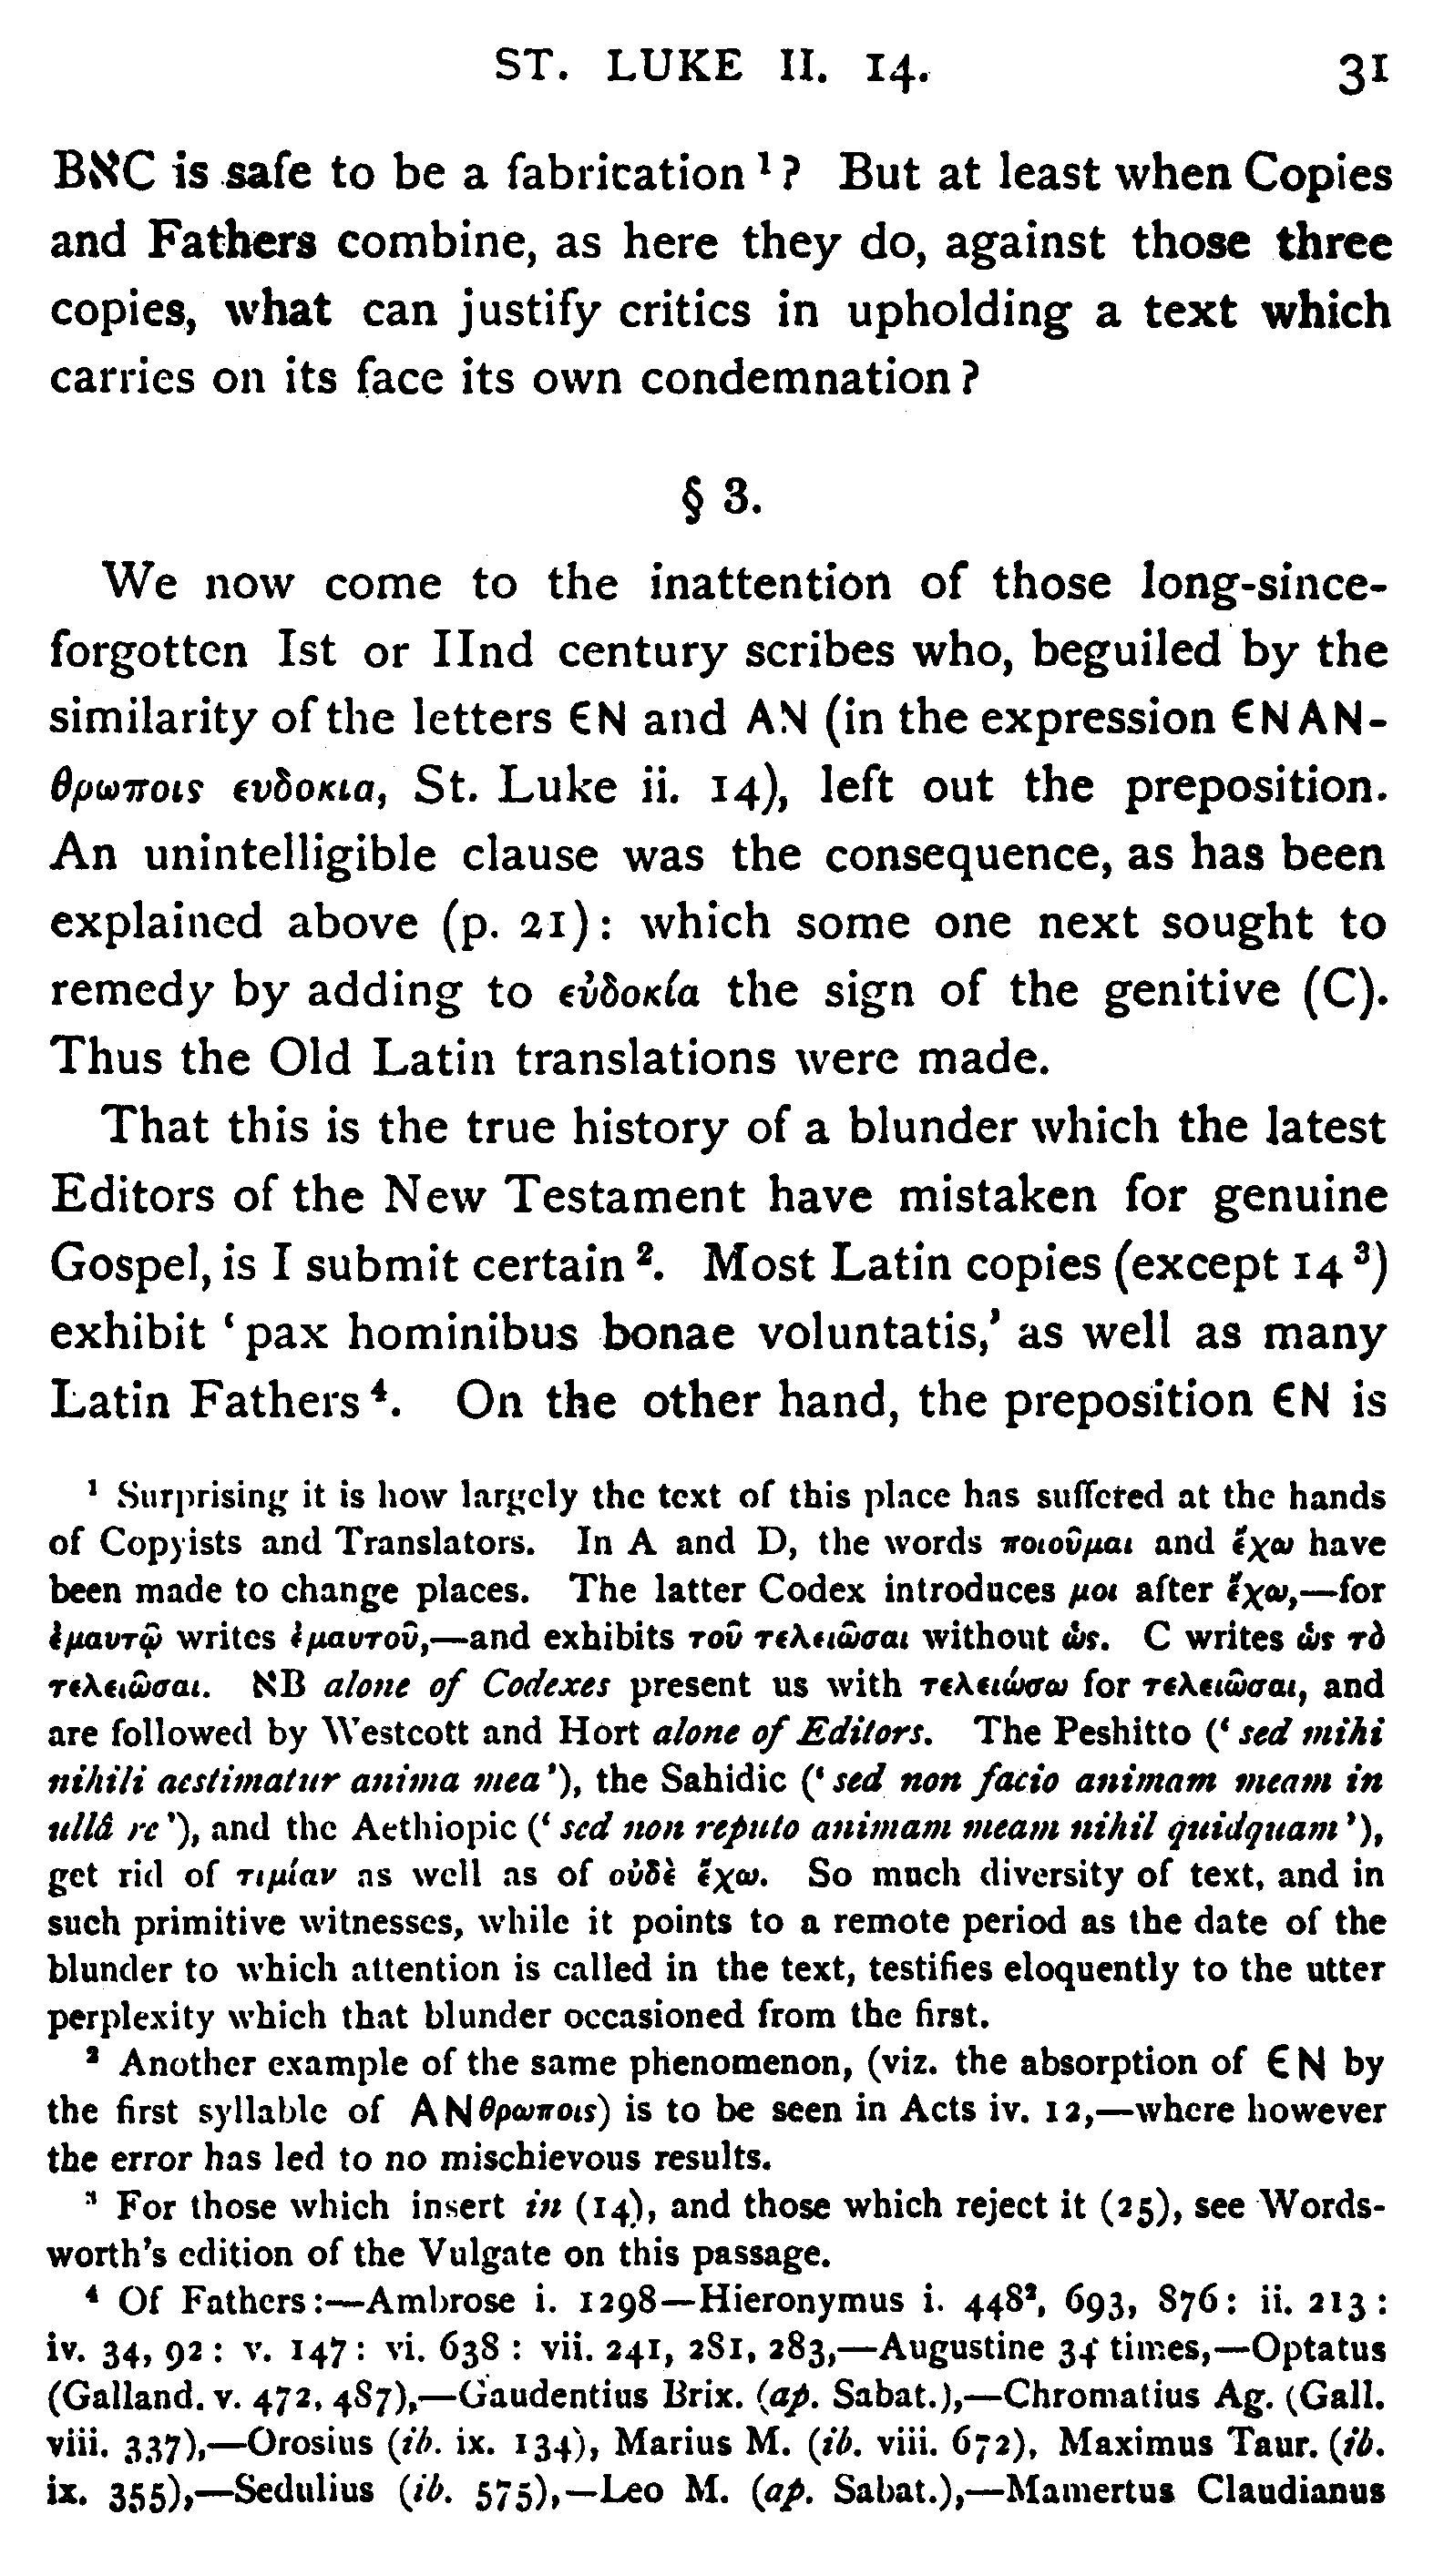 ST. LUKE II. 14. 31
BℵC is safe to be a fabrication ¹? But at least when Copies
and Fathers combine, as here they do, against those three
copies, what can justify critics in upholding a text which
carries on its face its own condemnation?
§ 3.
We now come to the inattention of those long-since-
forgotten Ist or IInd century scribes who, beguiled by the
similarity of the letters ЄN and AN (in the expression ЄNAN-
θρωποις ευδοκια, St. Luke ii. 14), left out the preposition.
An unintelligible clause was the consequence, as has been
explained above (p. 21): which some one next sought to
remedy by adding to εὐδοκία the sign of the genitive (C).
Thus the Old Latin translations were made.
That this is the true history of a blunder which the latest
Editors of the New Testament have mistaken for genuine
Gospel, is I submit certain ². Most Latin copies (except 14 ³)
exhibit ‘pax hominibus bonae voluntatis,’ as well as many
Latin Fathers ⁴. On the other hand, the preposition ЄN is
¹ Surprising it is how largely the text of this place has suffered at the hands
of Copyists and Translators. In A and D, the words ποιοῦμαι and ἔχω have
been made to change places. The latter Codex introduces μοι after ἔχω,—for
ἐμαυτῷ writes ἐμαυτοῦ,—and exhibits τοῦ τελειῶσαι without ὡς. C writes ὡς τὸ
τελειῶσαι. ℵB alone of Codexes present us with τελειώσω for τελειῶσαι, and
are followed by Westcott and Hort alone of Editors. The Peshitto (‘sed mihi
nihili aestimatur anima mea’), the Sahidic (‘sed non facio animam meam in
ullâ re’), and the Aethiopic (‘sed non reputo animam meam nihil quidquam’),
get rid of τιμίαν as well as of οὐδὲ ἔχω. So much diversity of text, and in
such primitive witnesses, while it points to a remote period as the date of the
blunder to which attention is called in the text, testifies eloquently to the utter
perplexity which that blunder occasioned from the first.
² Another example of the same phenomenon, (viz. the absorption of ЄN by
the first syllable of ANθρωποις) is to be seen in Acts iv. 12,—where however
the error has led to no mischievous results.
³ For those which insert in (14), and those which reject it (25), see Words-
worth's edition of the Vulgate on this passage.
⁴ Of Fathers:—Ambrose i. 1298—Hieronymus i. 448², 693, 876: ii. 213:
iv. 34, 92: v. 147: vi. 638: vii. 241, 281, 283,—Augustine 34 times,—Optatus
(Galland. v. 472, 487),—Gaudentius Brix. (ap. Sabat.),—Chromatius Ag. (Gall.
viii. 337),—Orosius (ib. ix. 134), Marius M. (ib. viii. 672), Maximus Taur. (ib.
ix. 355),—Sedulius (ib. 575),—Leo M. (ap. Sabat.),—Mamertus Claudianus